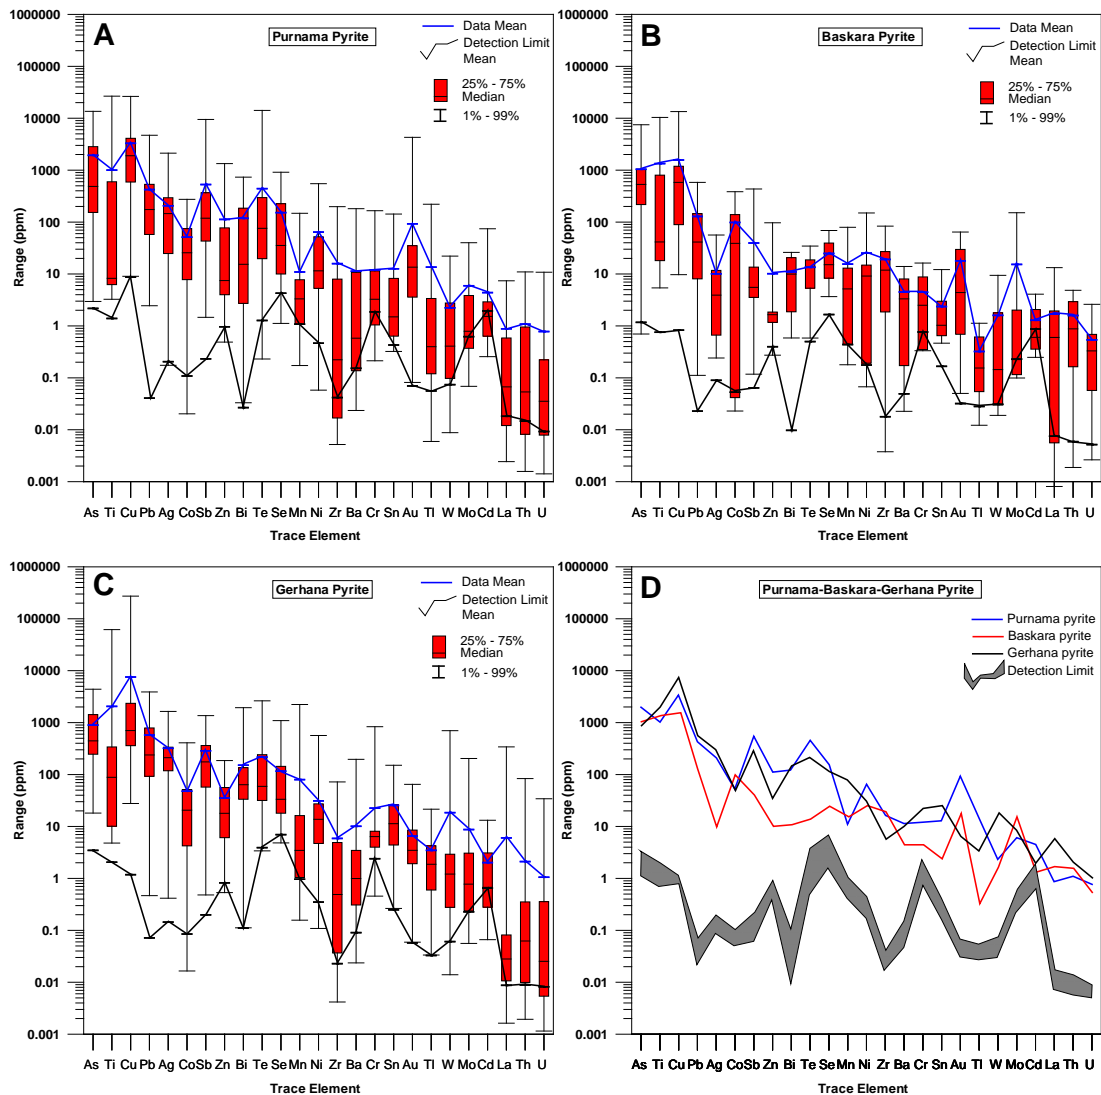 A
Purnama Pyrite
Data Mean
Detection Limit
Mean
25% - 75%
Median
1% - 99%
1000000
100000
10000
1000
100
10
1
0.1
0.01
0.001
Range (ppm)
As Ti Cu Pb Ag Co Sb Zn Bi Te Se Mn Ni Zr Ba Cr Sn Au Tl W Mo Cd La Th U
Trace Element
B
Baskara Pyrite
Data Mean
Detection Limit
Mean
25% - 75%
Median
1% - 99%
1000000
100000
10000
1000
100
10
1
0.1
0.01
0.001
Range (ppm)
As Ti Cu Pb Ag Co Sb Zn Bi Te Se Mn Ni Zr Ba Cr Sn Au Tl W Mo Cd La Th U
Trace Element
C
Gerhana Pyrite
Data Mean
Detection Limit
Mean
25% - 75%
Median
1% - 99%
1000000
100000
10000
1000
100
10
1
0.1
0.01
0.001
Range (ppm)
As Ti Cu Pb Ag Co Sb Zn Bi Te Se Mn Ni Zr Ba Cr Sn Au Tl W Mo Cd La Th U
Trace Element
D
Purnama-Baskara-Gerhana Pyrite
Purnama pyrite
Baskara pyrite
Gerhana pyrite
Detection Limit
1000000
100000
10000
1000
100
10
1
0.1
0.01
0.001
Range (ppm)
As Ti Cu Pb Ag Co Sb Zn Bi Te Se Mn Ni Zr Ba Cr Sn Au Tl W Mo Cd La Th U
Trace Element